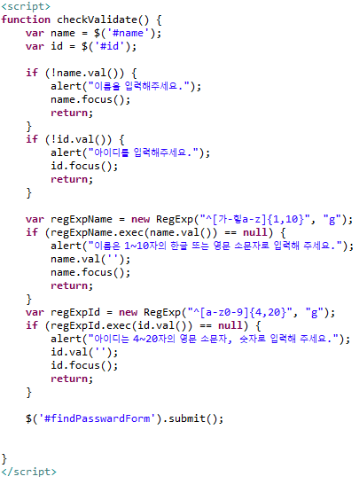 <script>
function checkValidate() {
var name = $('#name');
var id = $('#id');
if (!name.val()) {
alert("이름을 입력해주세요.");
name.focus();
return;
}
if (!id.val()) {
alert("아이디를 입력해주세요.");
id.focus();
return;
}
var regExpName = new RegExp("^[가-힣a-z]{1,10}", "g");
if (regExpName.exec(name.val()) == null) {
alert("이름은 1~10자의 한글 또는 영문 소문자로 입력해 주세요.");
name.val('');
name.focus();
return;
}
var regExpId = new RegExp("^[a-z0-9]{4,20}", "g");
if (regExpId.exec(id.val()) == null) {
alert("아이디는 4~20자의 영문 소문자, 숫자로 입력해 주세요.");
id.val('');
id.focus();
return;
}
$('#findPasswardForm').submit();
}
</script>